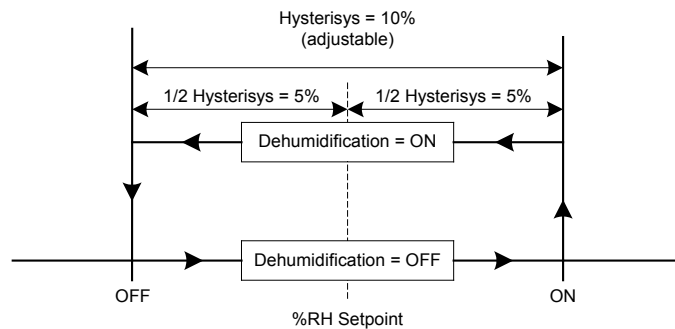 Hysterisys = 10%
(adjustable)
1/2 Hysterisys = 5%
1/2 Hysterisys = 5%
Dehumidification = ON
Dehumidification = OFF
OFF
ON
%RH Setpoint